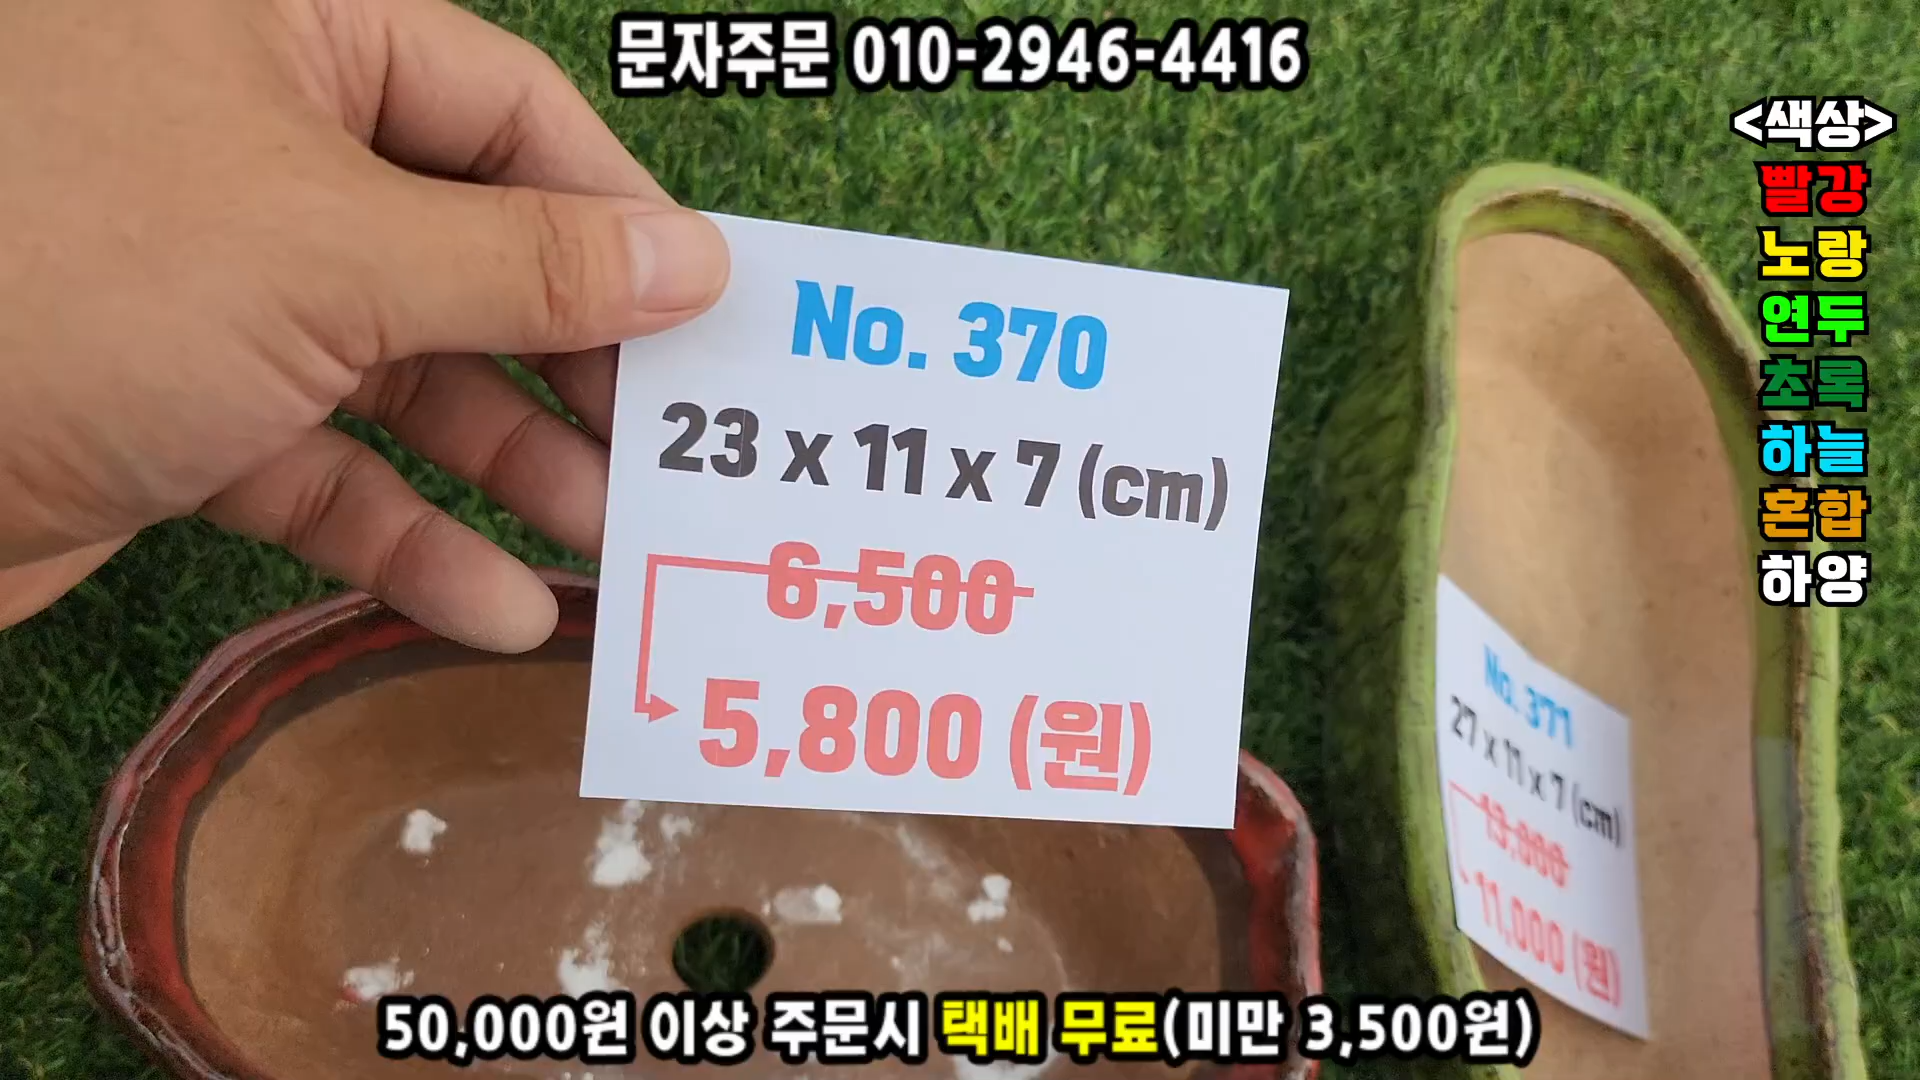 문자주문 010-2946-4416
<색상>
빨강
노랑
연두
초록
하늘
혼합
하양
No. 370
23 x 11 x 7 (cm)
6,500
5,800 (원)
No. 371
27 x 11 x 7 (cm)
13,000
11,000 (원)
50,000원 이상 주문시 택배 무료(미만 3,500원)